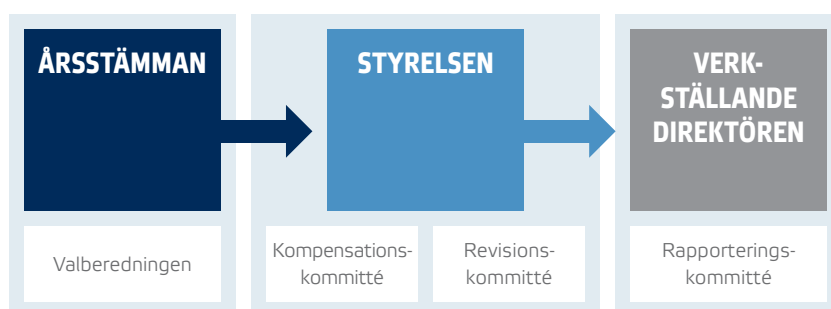 ÅRSSTÄMMAN
STYRELSEN
VERK-
STÄLLANDE
DIREKTÖREN
Valberedningen
Kompensations-
kommitté
Revisions-
kommitté
Rapporterings-
kommitté